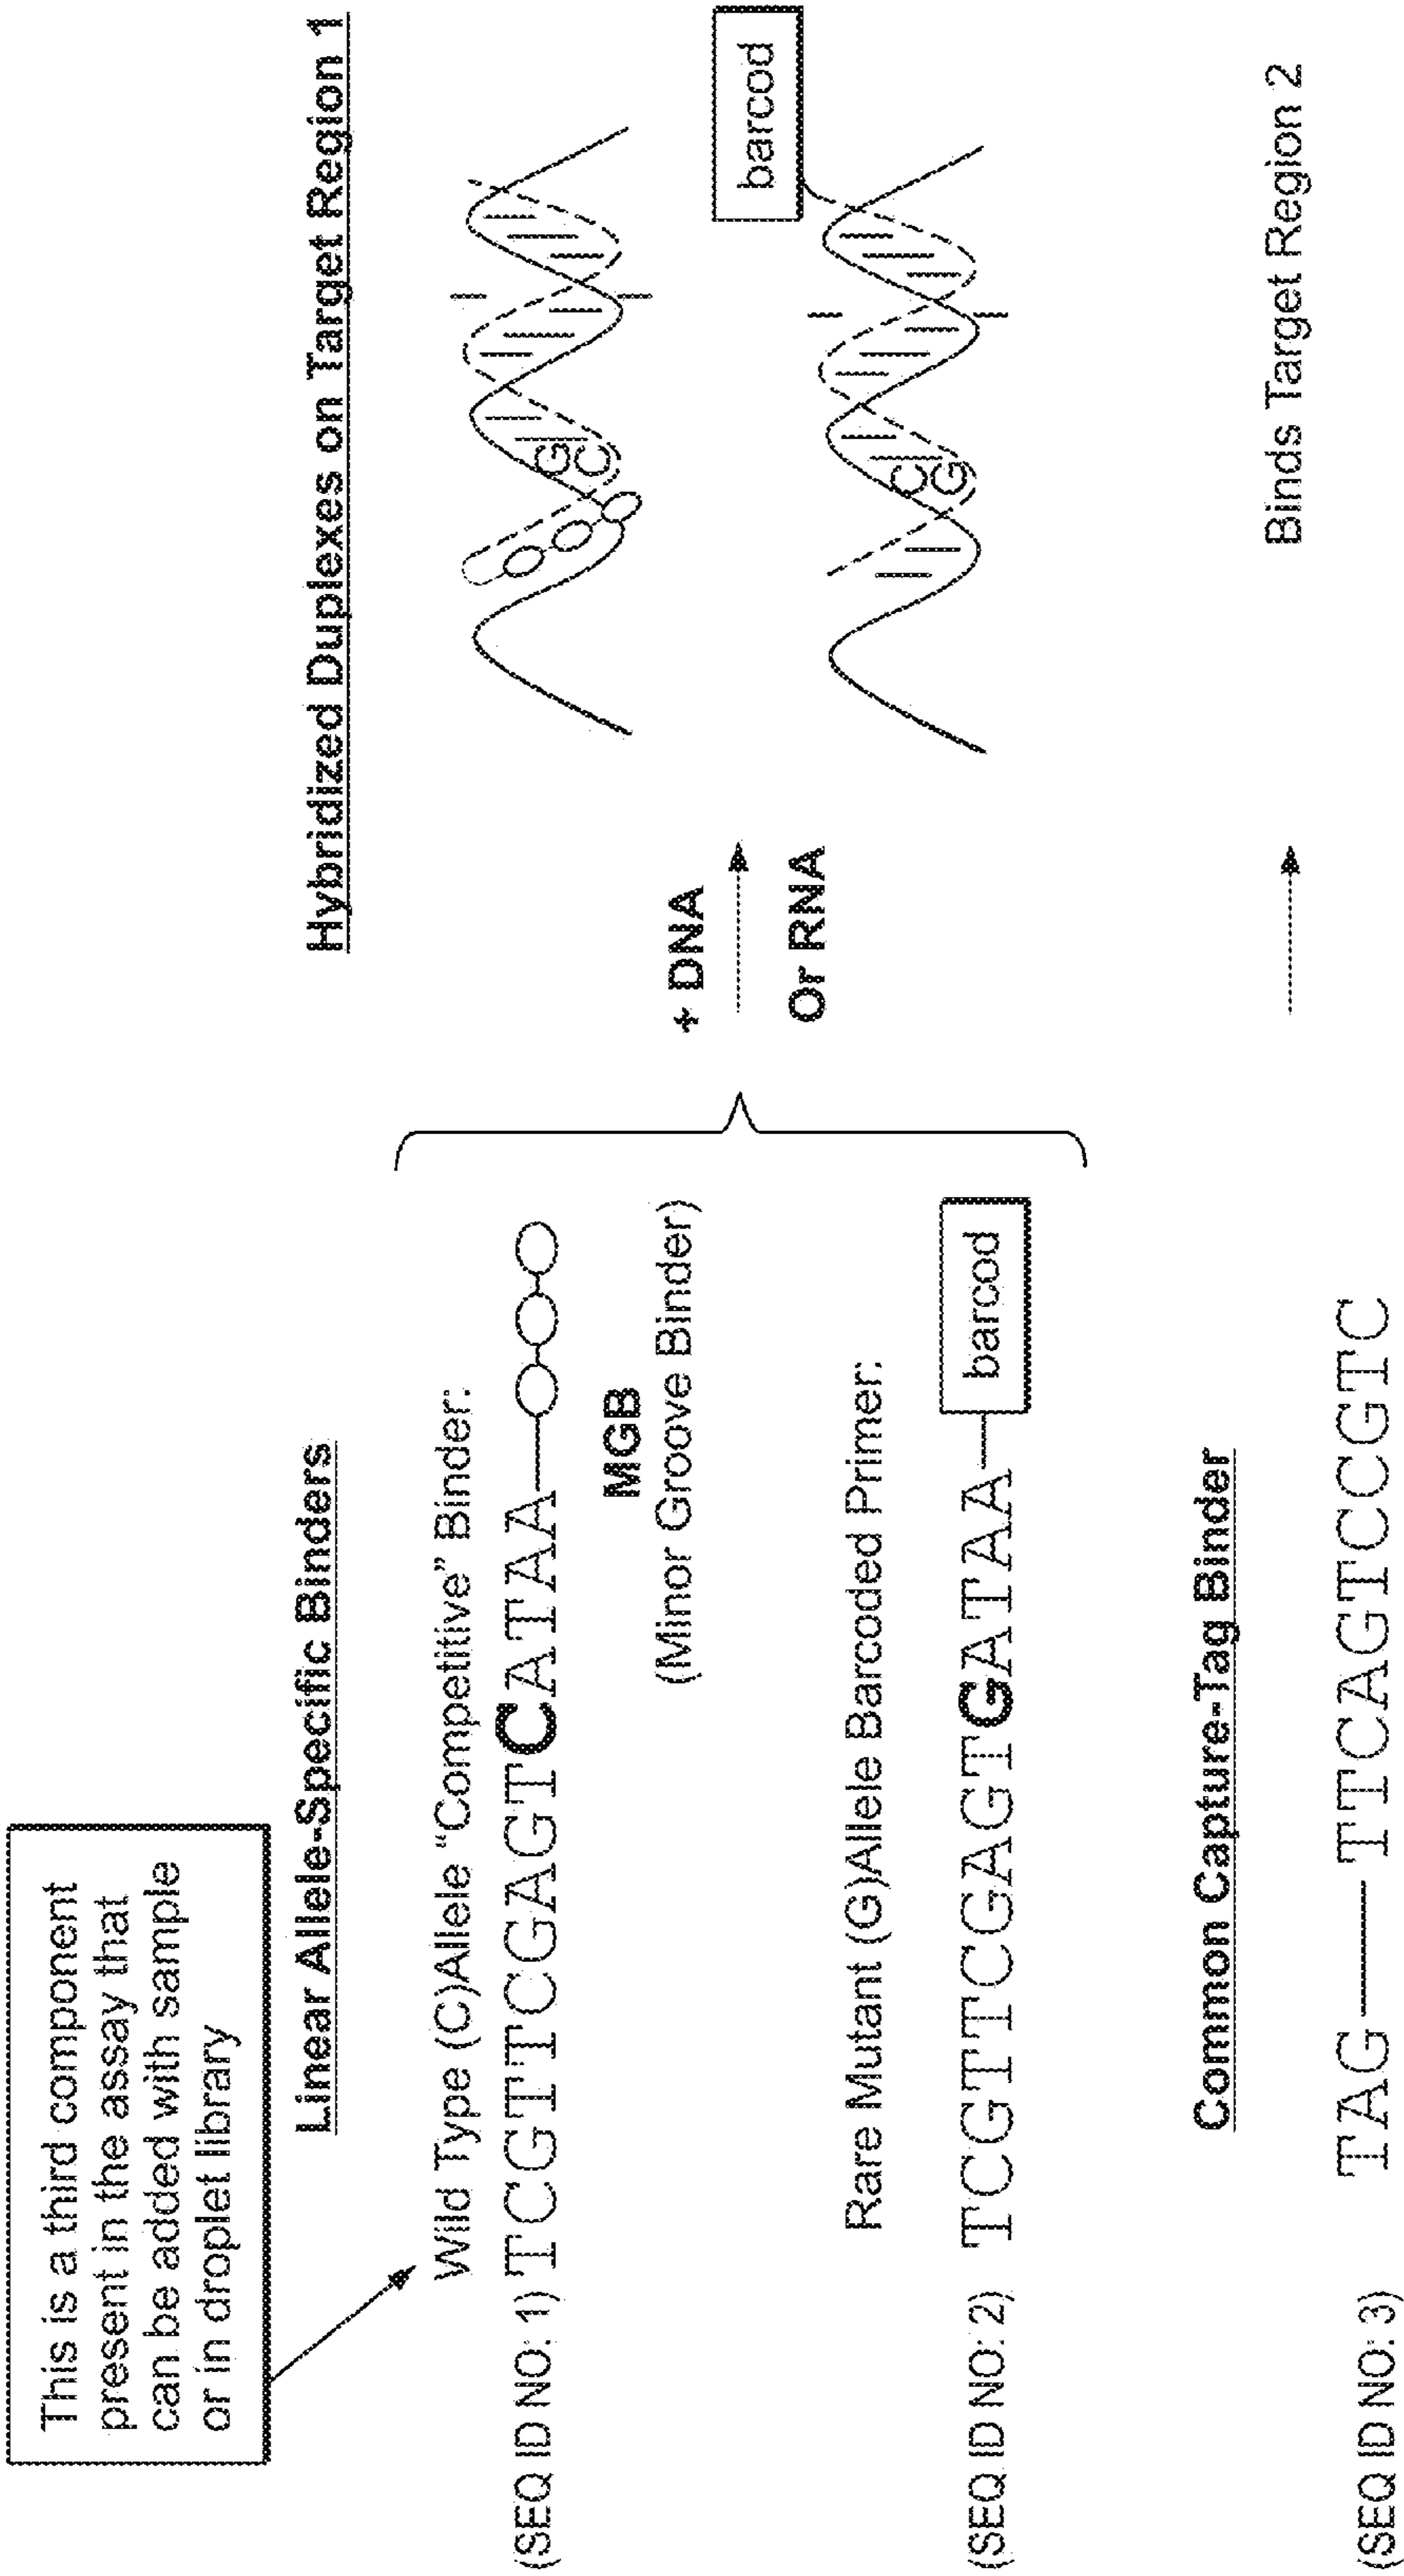 This is a third component
present in the assay that
can be added with sample
or in droplet library
Linear Allele-Specific Binders
Wild Type (C)Allele "Competitive" Binder:
(SEQ ID NO: 1) TCGTTCGAGTCATAA
MGB
(Minor Groove Binder)
Rare Mutant (G)Allele Barcoded Primer:
(SEQ ID NO: 2) TCGTTCGAGTGATAA barcod
+ DNA
Or RNA
Hybridized Duplexes on Target Region 1
G
C
barcod
C
G
Common Capture-Tag Binder
(SEQ ID NO: 3) TAG TTCAGTCCGTC
Binds Target Region 2